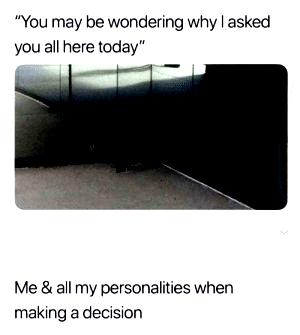 “You may be wondering why I asked
you all here today”
Me & all my personalities when
making a decision